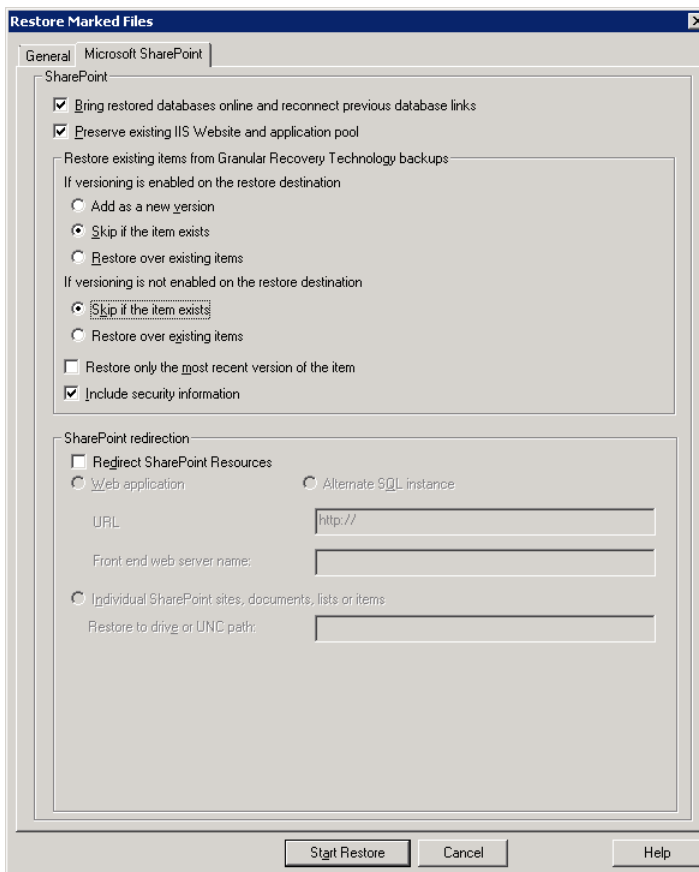 Restore Marked Files
General
Microsoft SharePoint
SharePoint
Bring restored databases online and reconnect previous database links
Preserve existing IIS Website and application pool
Restore existing items from Granular Recovery Technology backups
If versioning is enabled on the restore destination
Add as a new version
Skip if the item exists
Restore over existing items
If versioning is not enabled on the restore destination
Skip if the item exists
Restore over existing items
Restore only the most recent version of the item
Include security information
SharePoint redirection
Redirect SharePoint Resources
Web application
Alternate SQL instance
URL
http://
Front end web server name:
Individual SharePoint sites, documents, lists or items
Restore to drive or UNC path:
Start Restore
Cancel
Help